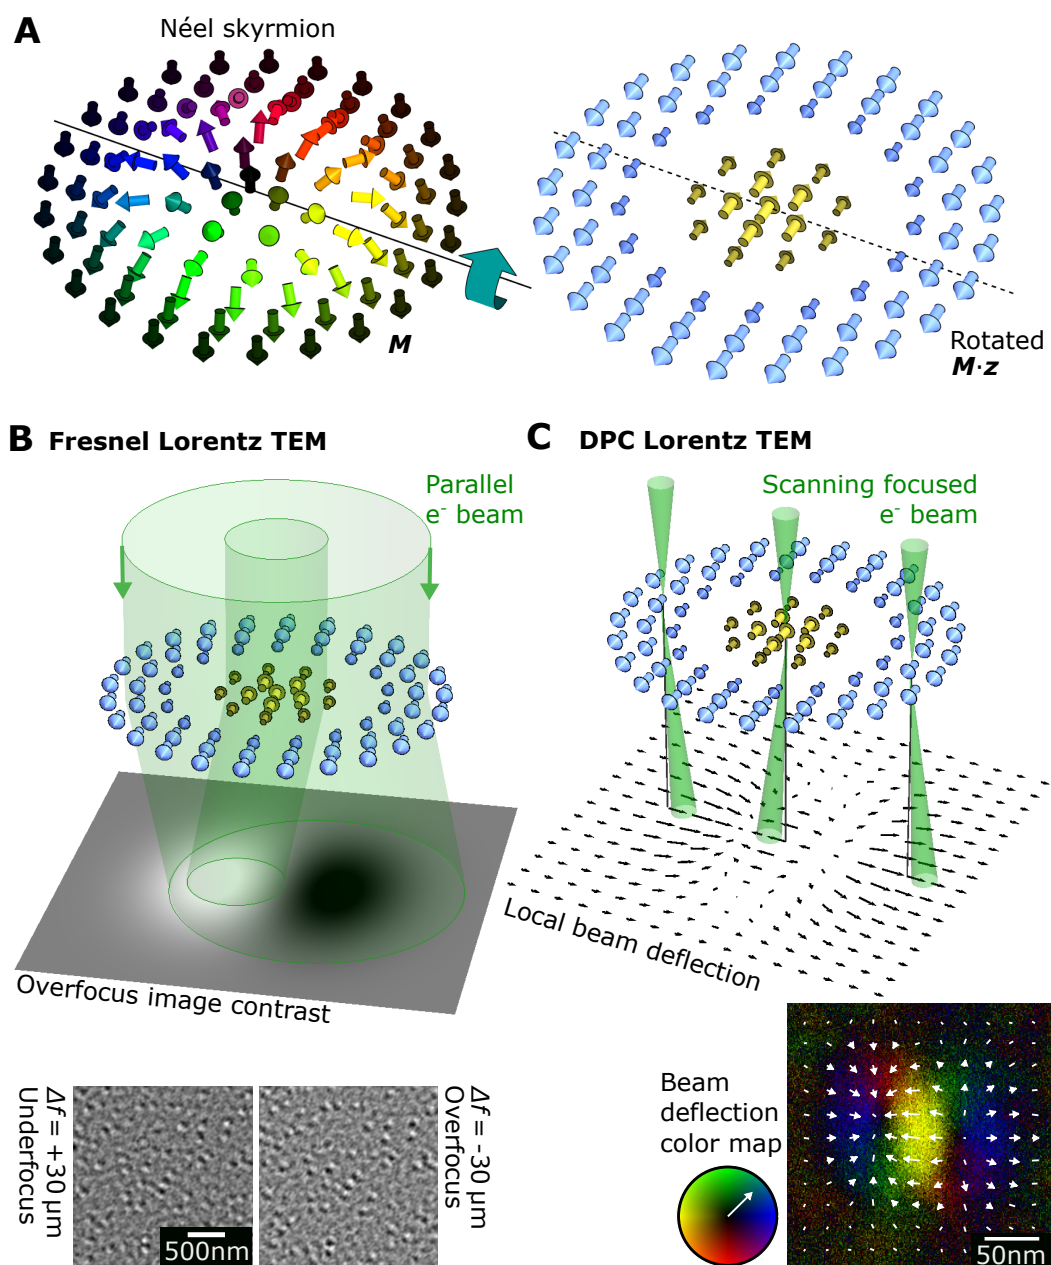 A
Néel skyrmion
M
Rotated
M·z
B Fresnel Lorentz TEM
Parallel
e⁻ beam
Overfocus image contrast
Δf = +30 μm
Underfocus
500nm
Δf = -30 μm
Overfocus
C DPC Lorentz TEM
Scanning focused
e⁻ beam
Local beam deflection
Beam
deflection
color map
50nm